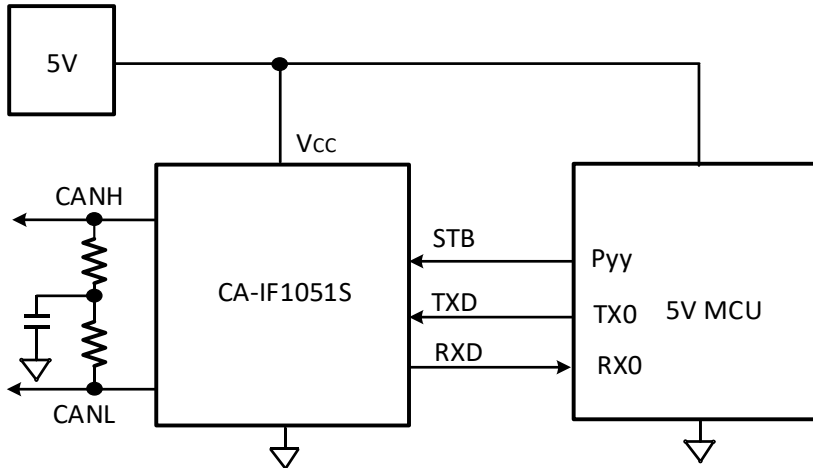 5V
VCC
CANH
STB
Pyy
CA-IF1051S
TXD
TX0
5V MCU
RXD
RX0
CANL